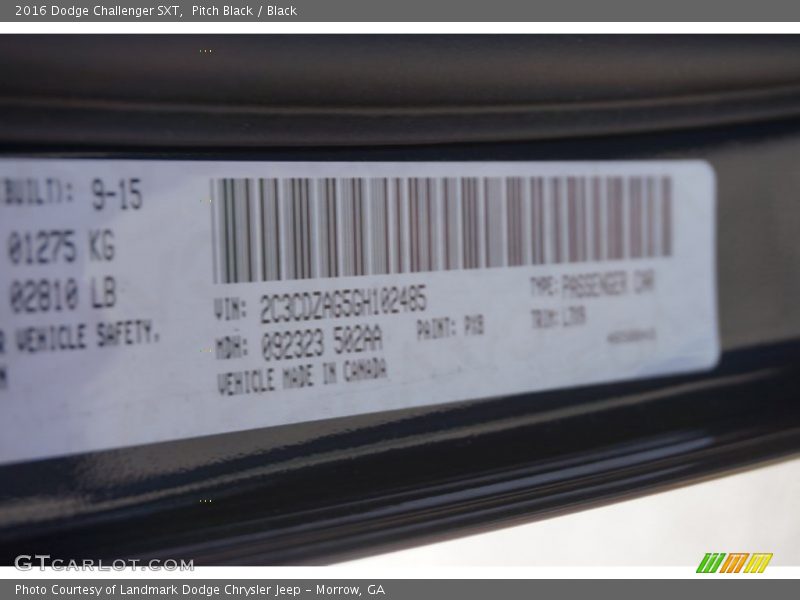 2016 Dodge Challenger SXT,  Pitch Black / Black
BUILT): 9-15
01275 KG
02810 LB
VEHICLE SAFETY.
VIN: 2C3CDZAG5GH102485
MDH: 092323 502AA
PAINT: PX8
VEHICLE MADE IN CANADA
TYPE: PASSENGER CAR
TRIM:
GTCARLOT.COM
Photo Courtesy of Landmark Dodge Chrysler Jeep – Morrow, GA